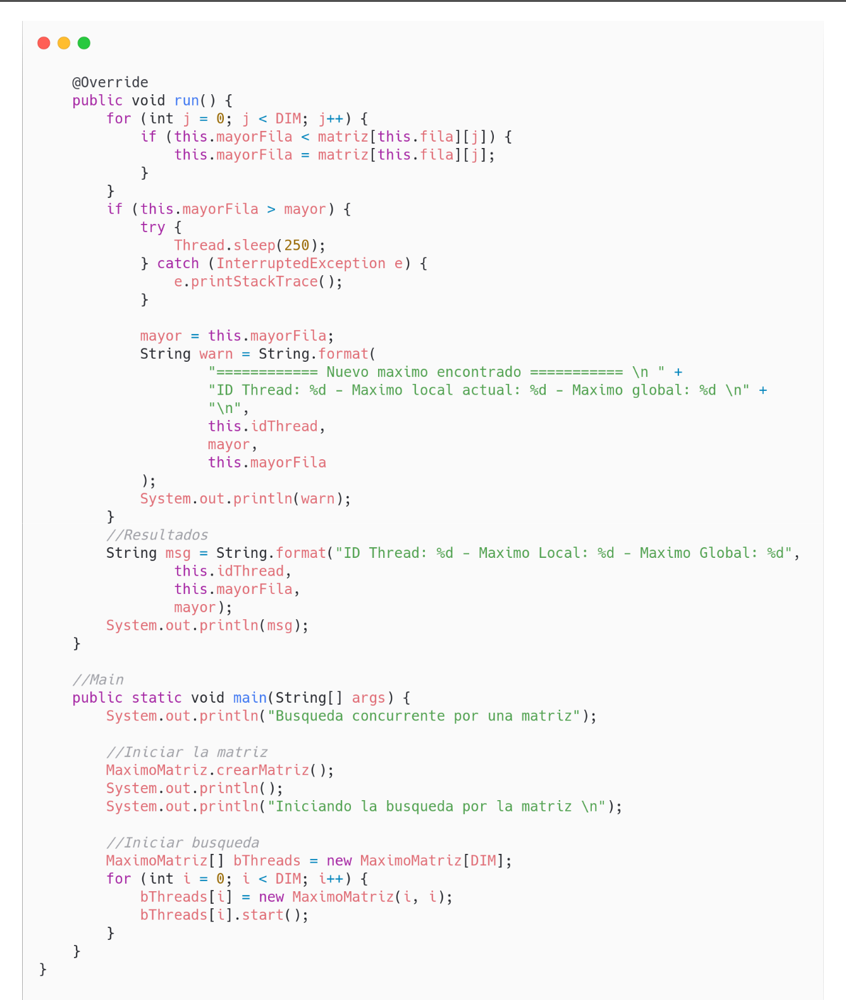 @Override
public void run() {
for (int j = 0; j < DIM; j++) {
if (this.mayorFila < matriz[this.fila][j]) {
this.mayorFila = matriz[this.fila][j];
}
}
if (this.mayorFila > mayor) {
try {
Thread.sleep(250);
} catch (InterruptedException e) {
e.printStackTrace();
}
mayor = this.mayorFila;
String warn = String.format(
"============ Nuevo maximo encontrado =========== \n " +
"ID Thread: %d - Maximo local actual: %d - Maximo global: %d \n" +
"\n",
this.idThread,
mayor,
this.mayorFila
);
System.out.println(warn);
}
//Resultados
String msg = String.format("ID Thread: %d - Maximo Local: %d - Maximo Global: %d",
this.idThread,
this.mayorFila,
mayor);
System.out.println(msg);
}
//Main
public static void main(String[] args) {
System.out.println("Busqueda concurrente por una matriz");
//Iniciar la matriz
MaximoMatriz.crearMatriz();
System.out.println();
System.out.println("Iniciando la busqueda por la matriz \n");
//Iniciar busqueda
MaximoMatriz[] bThreads = new MaximoMatriz[DIM];
for (int i = 0; i < DIM; i++) {
bThreads[i] = new MaximoMatriz(i, i);
bThreads[i].start();
}
}
}